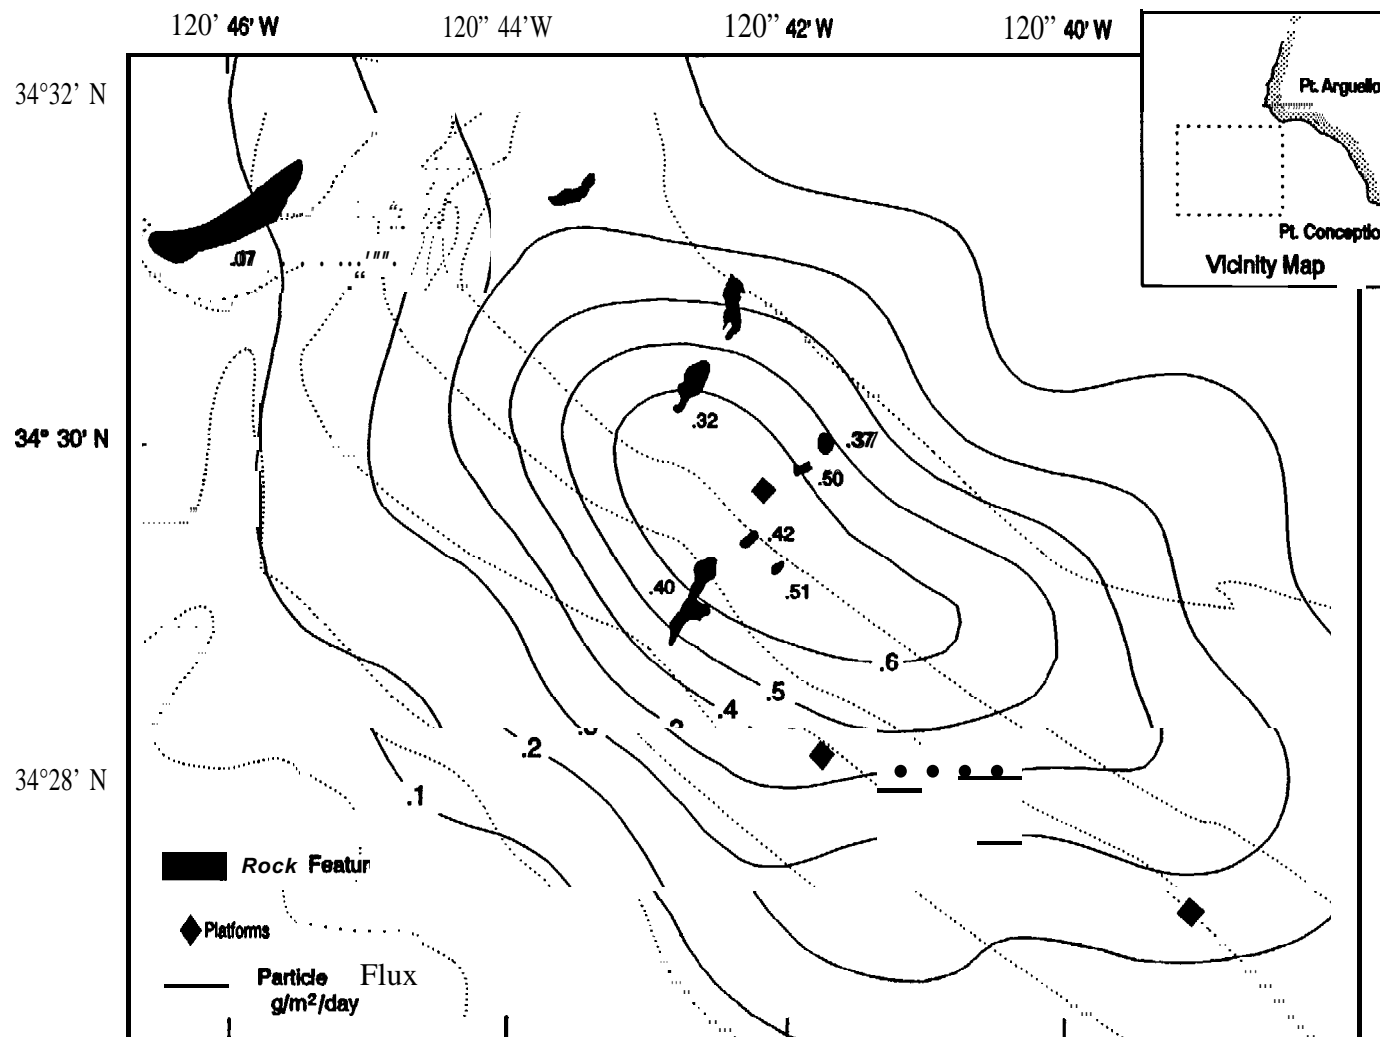 120' 46' W 120" 44'W 120" 42' W 120" 40' W
34°32' N
Pt. Arguello
Pt. Conceptio
Vicinity Map
.07
34° 30' N
.32
.37
.50
.42
.40
.51
.6
.5
.4
.2
34°28' N
.1
Rock Featur
Platforms
Particle Flux
g/m²/day